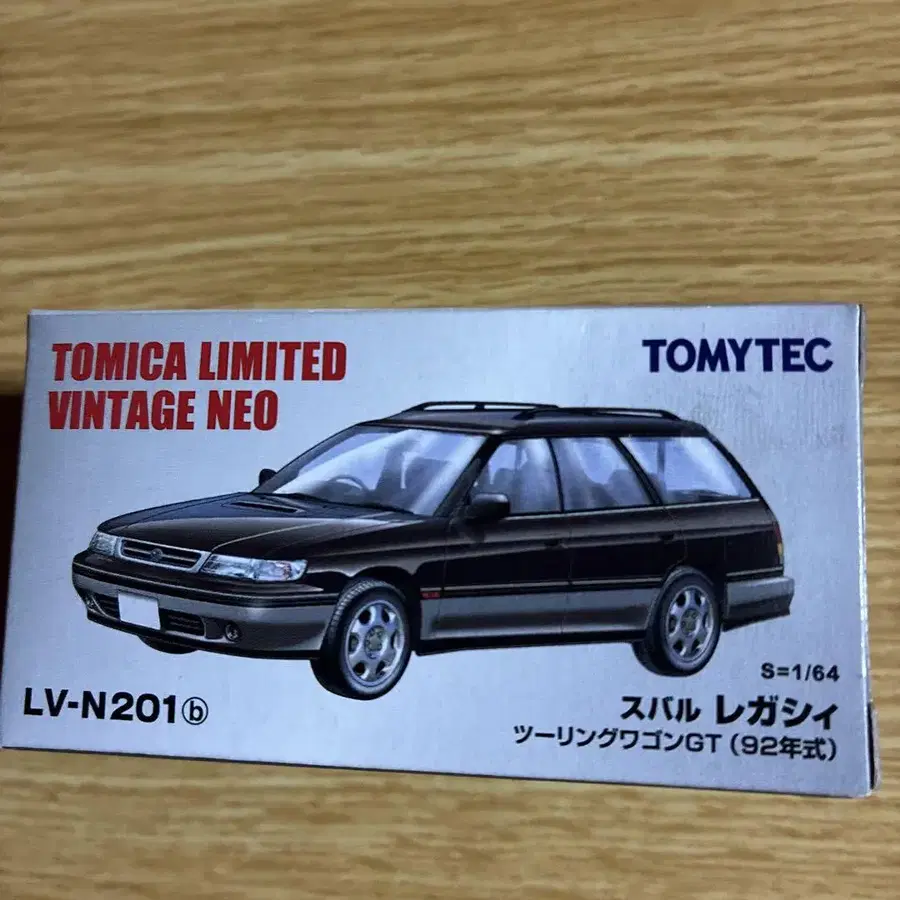 TOMICA LIMITED
VINTAGE NEO
TOMYTEC
S=1/64
LV-N201ⓑ
スバル レガシィ
ツーリングワゴンGT (92年式)